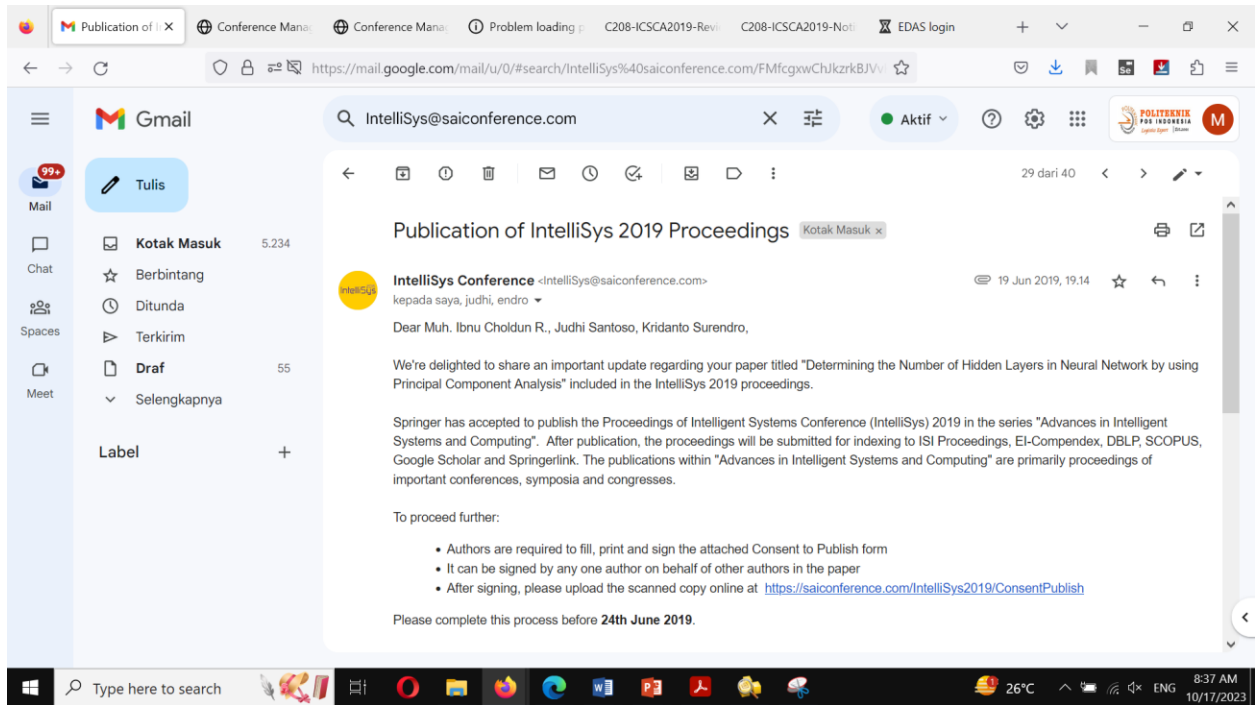 Publication of I
Conference Manag
Conference Manag
Problem loading p
C208-ICSCA2019-Revi
C208-ICSCA2019-Noti
EDAS login
https://mail.google.com/mail/u/0/#search/IntelliSys%40saiconference.com/FMfcgxwChJkzrkBJV
Gmail
IntelliSys@saiconference.com
Aktif
POLITEKNIK
POS INDONESIA
M
99+
Mail
Tulis
29 dari 40
Chat
Kotak Masuk 5.234
Publication of IntelliSys 2019 Proceedings Kotak Masuk ×
Berbintang
IntelliSys
IntelliSys Conference <IntelliSys@saiconference.com>
19 Jun 2019, 19.14
kepada saya, judhi, endro
Spaces
Ditunda
Terkirim
Meet
Draf 55
Selengkapnya
Label +
Dear Muh. Ibnu Choldun R., Judhi Santoso, Kridanto Surendro,
We're delighted to share an important update regarding your paper titled "Determining the Number of Hidden Layers in Neural Network by using
Principal Component Analysis" included in the IntelliSys 2019 proceedings.
Springer has accepted to publish the Proceedings of Intelligent Systems Conference (IntelliSys) 2019 in the series "Advances in Intelligent
Systems and Computing". After publication, the proceedings will be submitted for indexing to ISI Proceedings, EI-Compendex, DBLP, SCOPUS,
Google Scholar and Springerlink. The publications within "Advances in Intelligent Systems and Computing" are primarily proceedings of
important conferences, symposia and congresses.
To proceed further:
• Authors are required to fill, print and sign the attached Consent to Publish form
• It can be signed by any one author on behalf of other authors in the paper
• After signing, please upload the scanned copy online at https://saiconference.com/IntelliSys2019/ConsentPublish
Please complete this process before 24th June 2019.
Type here to search
26°C
ENG
8:37 AM
10/17/2023